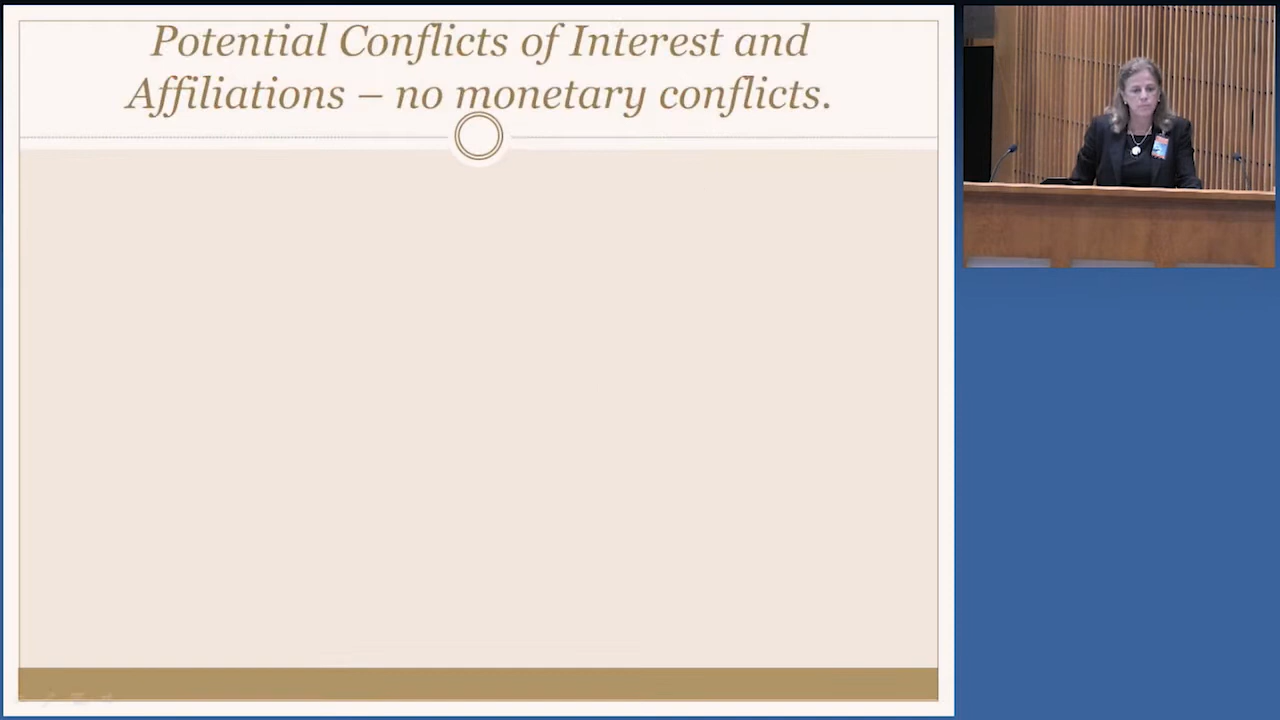 Potential Conflicts of Interest and
Affiliations – no monetary conflicts.